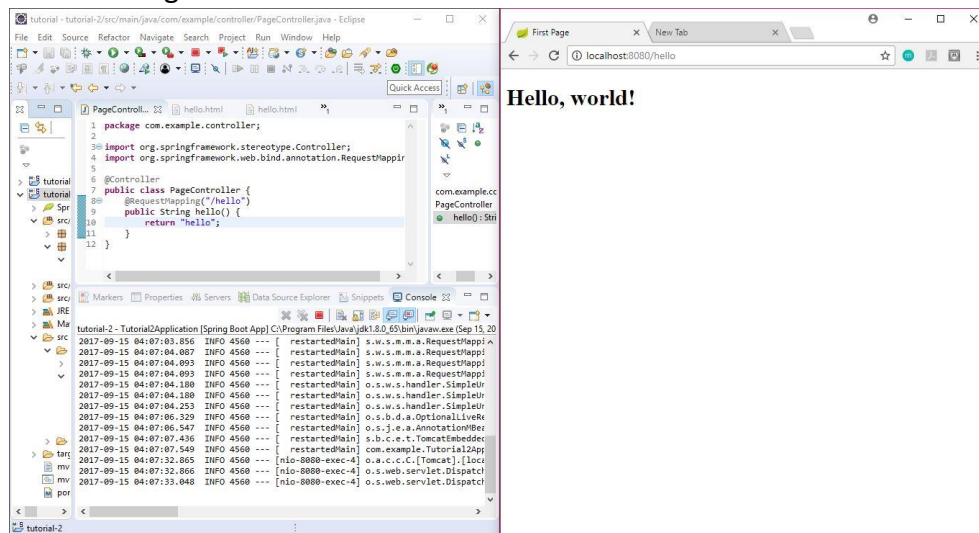 tutorial - tutorial-2/src/main/java/com/example/controller/PageController.java - Eclipse
File Edit Source Refactor Navigate Search Project Run Window Help
Quick Access
PageControll... hello.html hello.html
1 package com.example.controller;
2
3 import org.springframework.stereotype.Controller;
4 import org.springframework.web.bind.annotation.RequestMappin
5
6 @Controller
7 public class PageController {
8 @RequestMapping("/hello")
9 public String hello() {
10 return "hello";
11 }
12 }
tutorial
tutorial
Spr
src/
src/
src/
JRE
Ma
src
targ
mv
mv
por
com.example.cc
PageController
hello() : Stri
Markers Properties Servers Data Source Explorer Snippets Console
tutorial-2 - Tutorial2Application [Spring Boot App] C:\Program Files\Java\jdk1.8.0_65\bin\javaw.exe (Sep 15, 20
2017-09-15 04:07:03.856 INFO 4560 --- [ restartedMain] s.w.s.m.m.a.RequestMappi
2017-09-15 04:07:04.087 INFO 4560 --- [ restartedMain] s.w.s.m.m.a.RequestMappi
2017-09-15 04:07:04.093 INFO 4560 --- [ restartedMain] s.w.s.m.m.a.RequestMappi
2017-09-15 04:07:04.093 INFO 4560 --- [ restartedMain] s.w.s.m.m.a.RequestMappi
2017-09-15 04:07:04.180 INFO 4560 --- [ restartedMain] o.s.w.s.handler.SimpleUr
2017-09-15 04:07:04.180 INFO 4560 --- [ restartedMain] o.s.w.s.handler.SimpleUr
2017-09-15 04:07:04.253 INFO 4560 --- [ restartedMain] o.s.w.s.handler.SimpleUr
2017-09-15 04:07:06.329 INFO 4560 --- [ restartedMain] o.s.b.d.a.OptionalLiveRe
2017-09-15 04:07:06.547 INFO 4560 --- [ restartedMain] o.s.j.e.a.AnnotationMBea
2017-09-15 04:07:07.436 INFO 4560 --- [ restartedMain] s.b.c.e.t.TomcatEmbedded
2017-09-15 04:07:07.549 INFO 4560 --- [ restartedMain] com.example.Tutorial2App
2017-09-15 04:07:32.865 INFO 4560 --- [nio-8080-exec-4] o.a.c.c.C.[Tomcat].[loca
2017-09-15 04:07:32.866 INFO 4560 --- [nio-8080-exec-4] o.s.web.servlet.Dispatch
2017-09-15 04:07:33.048 INFO 4560 --- [nio-8080-exec-4] o.s.web.servlet.Dispatch
tutorial-2
First Page New Tab
localhost:8080/hello
Hello, world!